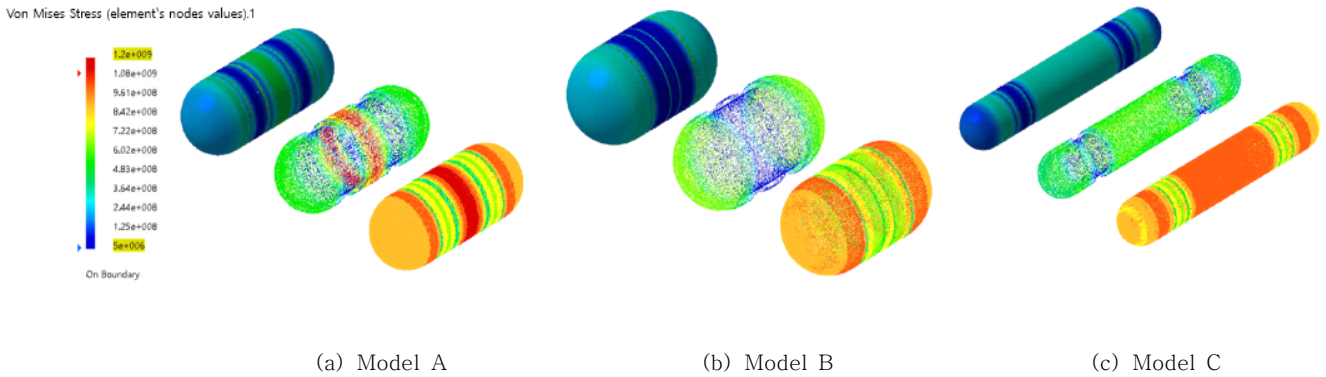 Von Mises Stress (element's nodes values).1
1.2e+009
1.08e+009
9.61e+008
8.42e+008
7.22e+008
6.02e+008
4.83e+008
3.64e+008
2.44e+008
1.25e+008
5e+006
On Boundary
(a) Model A
(b) Model B
(c) Model C